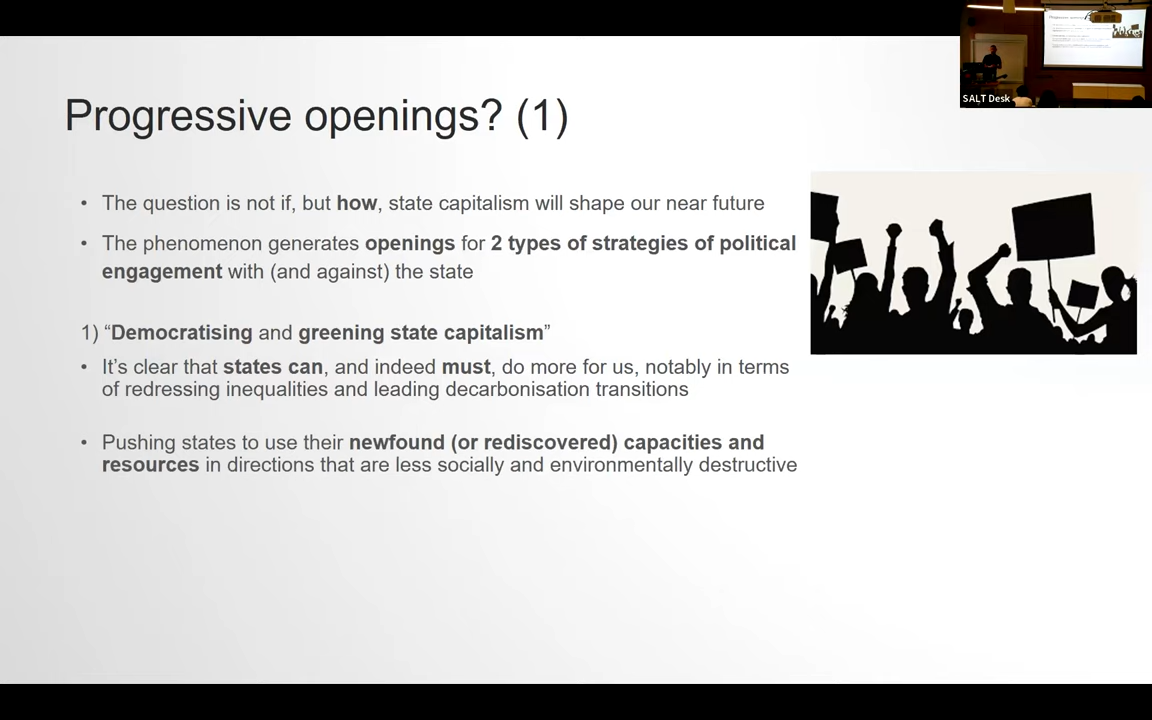 Progressive openings? (1)
• The question is not if, but how, state capitalism will shape our near future
• The phenomenon generates openings for 2 types of strategies of political
engagement with (and against) the state
1) “Democratising and greening state capitalism”
• It’s clear that states can, and indeed must, do more for us, notably in terms
of redressing inequalities and leading decarbonisation transitions
• Pushing states to use their newfound (or rediscovered) capacities and
resources in directions that are less socially and environmentally destructive
SALT Desk